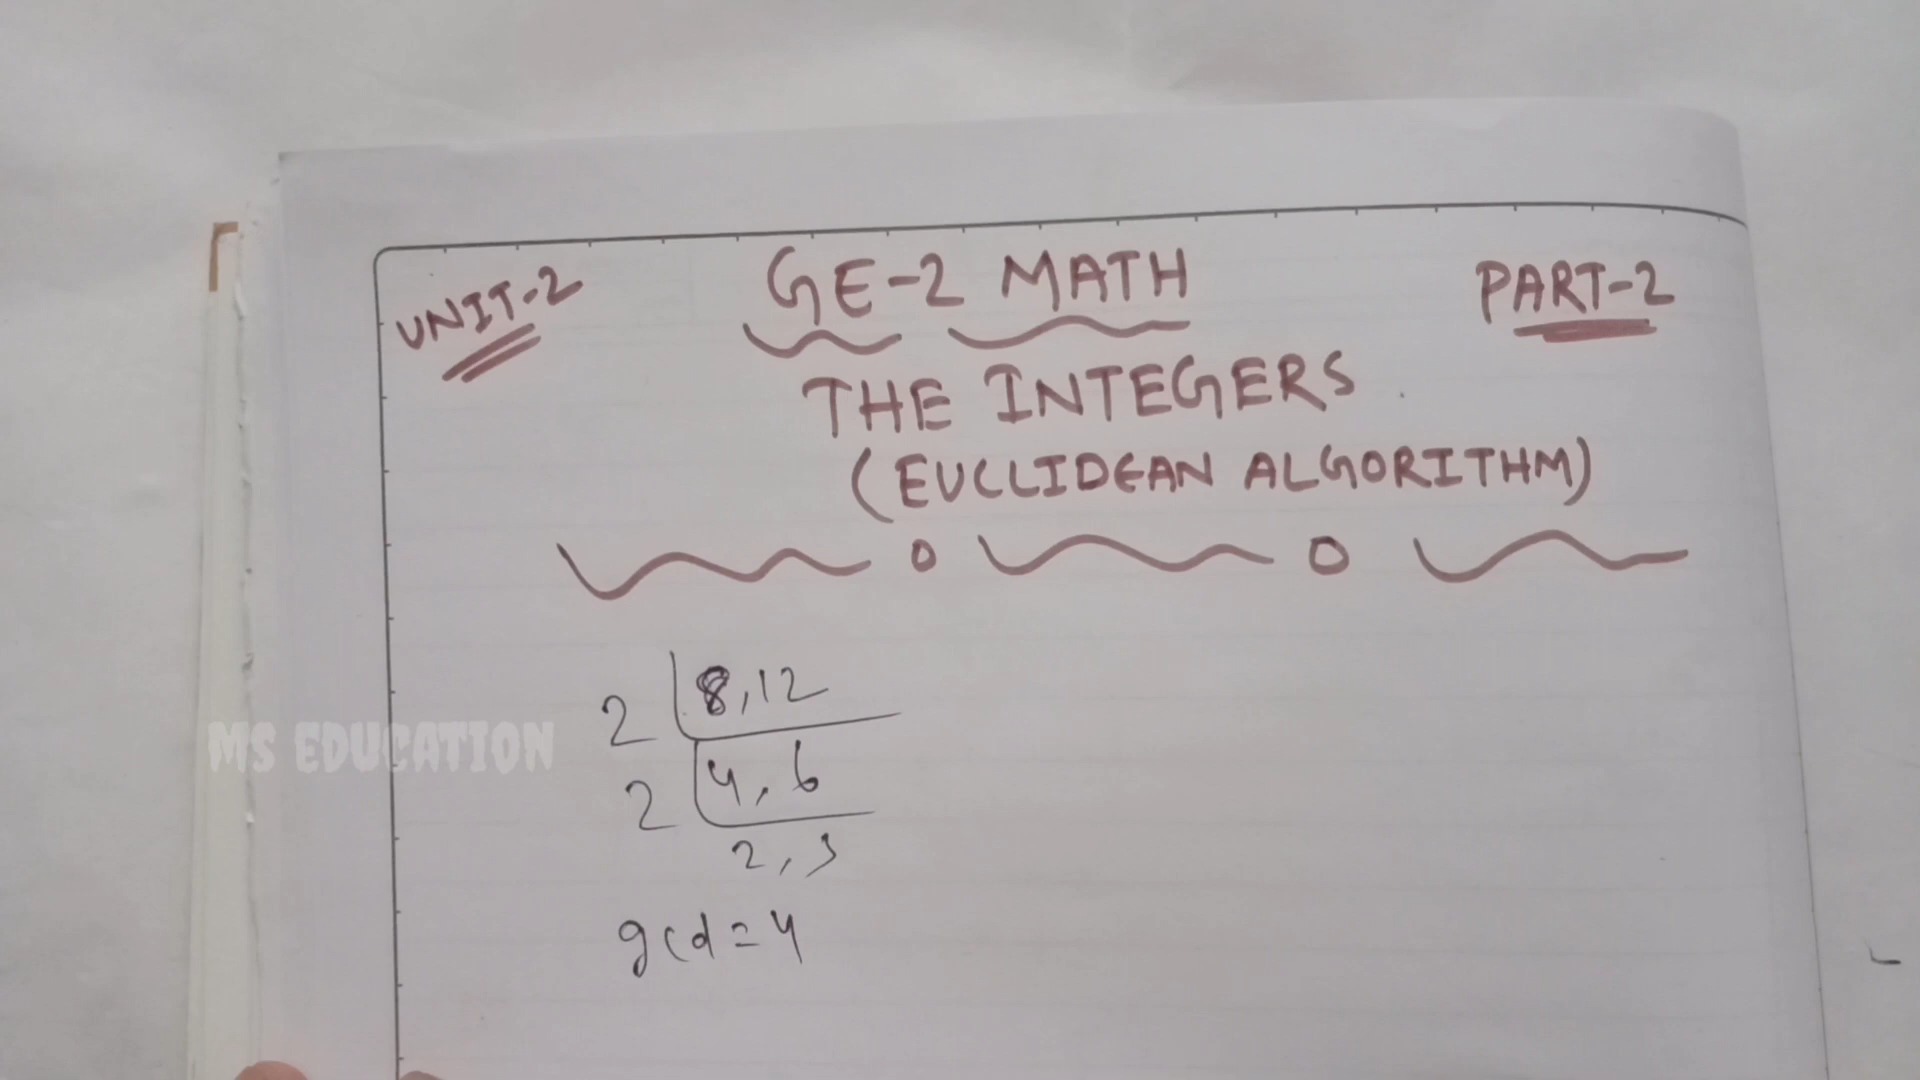 UNIT-2 GE-2 MATH PART-2
THE INTEGERS
(EUCLIDEAN ALGORITHM)
2 8,12
MS EDUCATION
2 4,6
2,3
gcd=4